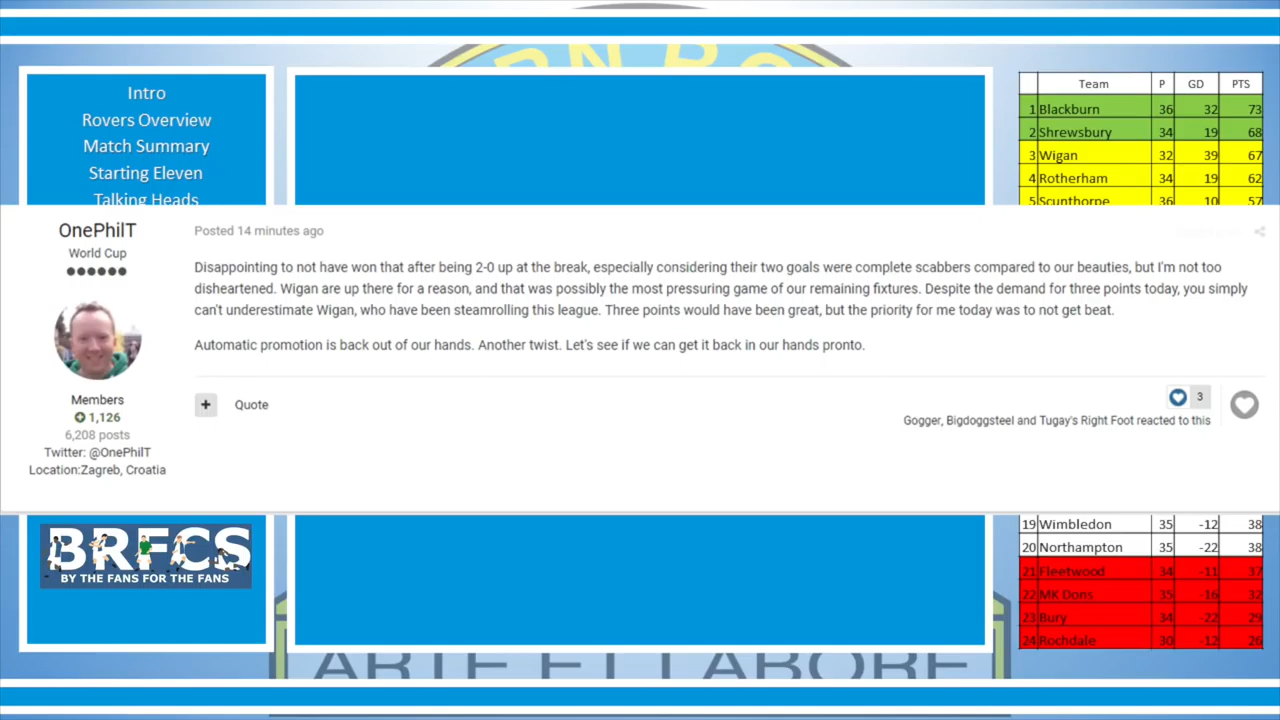 RN RO
Intro
Rovers Overview
Match Summary
Starting Eleven
Talking Heads
Team P GD PTS
1 Blackburn 36 32 73
2 Shrewsbury 34 19 68
3 Wigan 32 39 67
4 Rotherham 34 19 62
5 Scunthorpe 36 10 57
OnePhilT
World Cup
Posted 14 minutes ago
Disappointing to not have won that after being 2-0 up at the break, especially considering their two goals were complete scabbers compared to our beauties, but I'm not too
disheartened. Wigan are up there for a reason, and that was possibly the most pressuring game of our remaining fixtures. Despite the demand for three points today, you simply
can't underestimate Wigan, who have been steamrolling this league. Three points would have been great, but the priority for me today was to not get beat.
Automatic promotion is back out of our hands. Another twist. Let's see if we can get it back in our hands pronto.
Members
1,126
6,208 posts
Twitter: @OnePhilT
Location:Zagreb, Croatia
+ Quote
3
Gogger, Bigdoggsteel and Tugay's Right Foot reacted to this
BRFCS
BY THE FANS FOR THE FANS
19 Wimbledon 35 -12 38
20 Northampton 35 -22 38
21 Fleetwood 34 -11 37
22 MK Dons 35 -16 32
23 Bury 34 -22 29
24 Rochdale 30 -12 26
ARTE ET LABORE